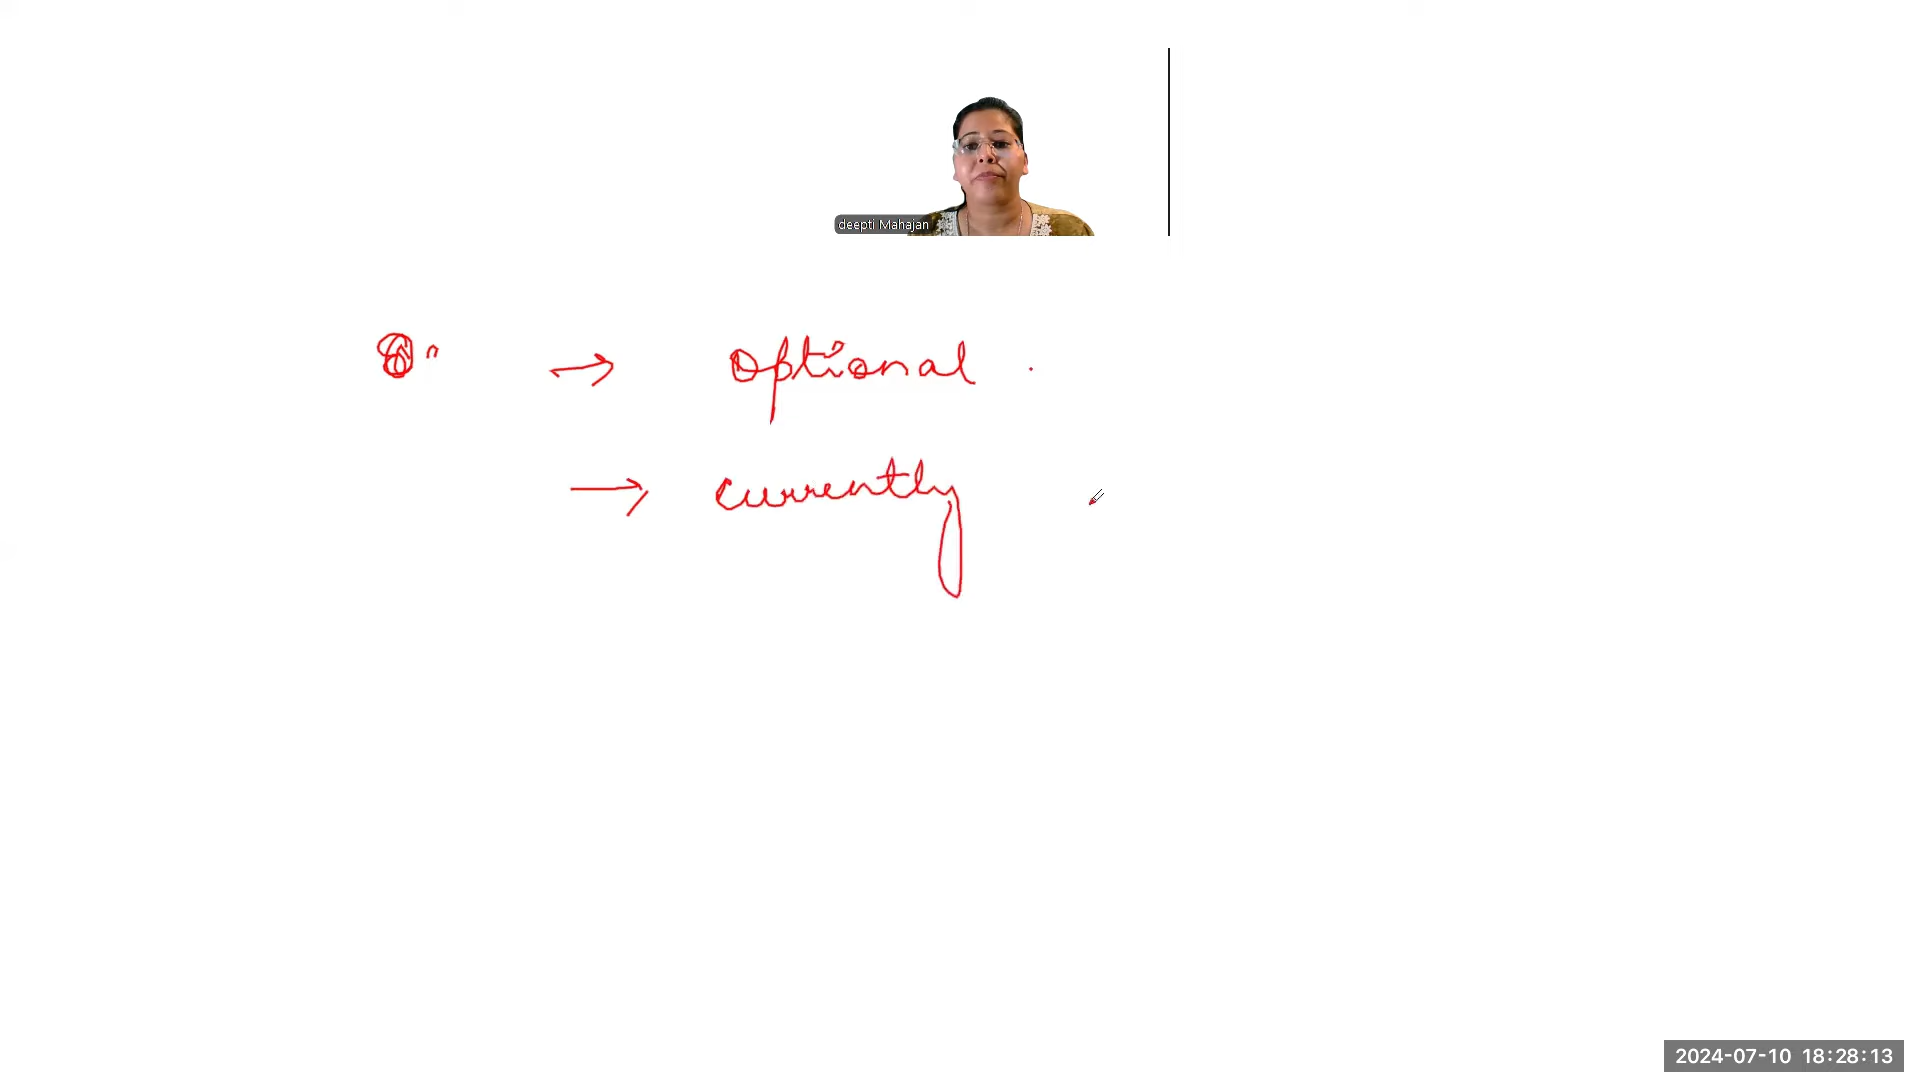 deepti Mahajan
→ optional.
→ currently
2024-07-10 18:28:13